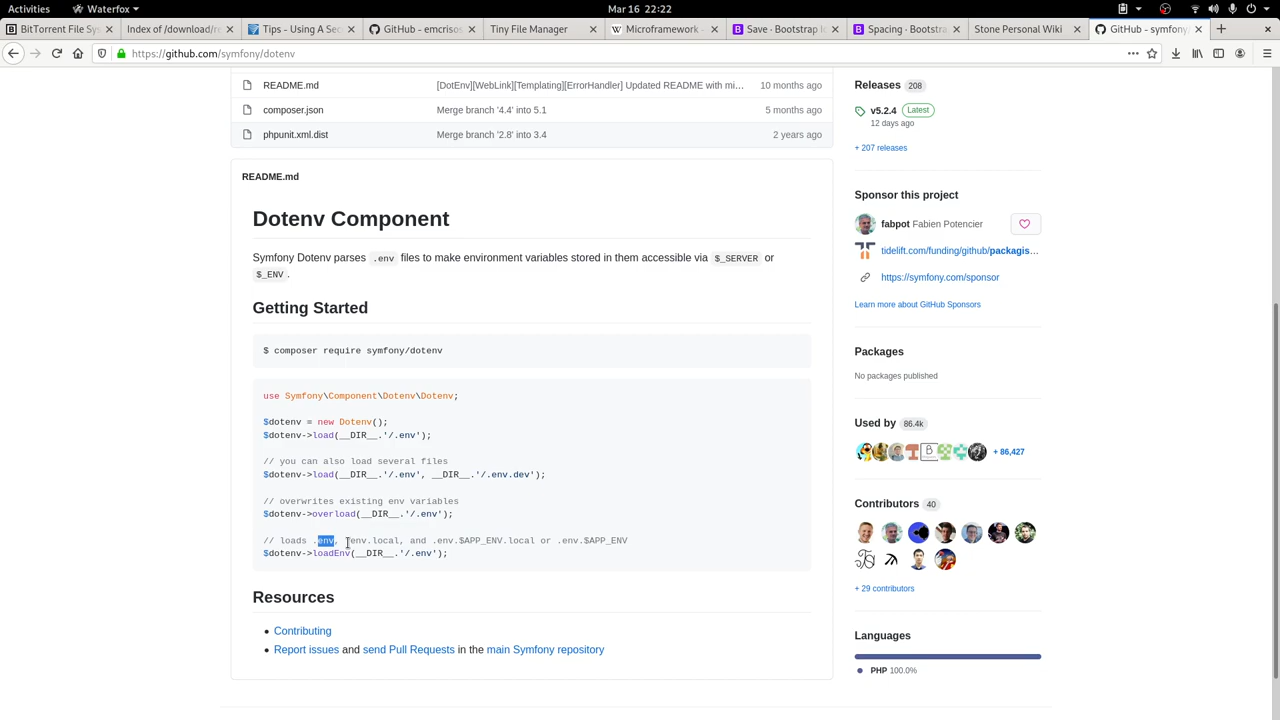 Activities
Waterfox
Mar 16 22:22
BitTorrent File Sy
Index of /download/re
Tips - Using A Sec
GitHub - emcrisos
Tiny File Manager
Microframework -
Save · Bootstrap Ic
Spacing · Bootstra
Stone Personal Wiki
GitHub - symfony
https://github.com/symfony/dotenv
README.md [DotEnv][WebLink][Templating][ErrorHandler] Updated README with mi… 10 months ago
composer.json Merge branch '4.4' into 5.1 5 months ago
phpunit.xml.dist Merge branch '2.8' into 3.4 2 years ago
README.md
Dotenv Component
Symfony Dotenv parses .env files to make environment variables stored in them accessible via $_SERVER or
$_ENV.
Getting Started
$ composer require symfony/dotenv
use Symfony\Component\Dotenv\Dotenv;
$dotenv = new Dotenv();
$dotenv->load(__DIR__.'/.env');
// you can also load several files
$dotenv->load(__DIR__.'/.env', __DIR__.'/.env.dev');
// overwrites existing env variables
$dotenv->overload(__DIR__.'/.env');
// loads .env, .env.local, and .env.$APP_ENV.local or .env.$APP_ENV
$dotenv->loadEnv(__DIR__.'/.env');
Resources
Contributing
Report issues and send Pull Requests in the main Symfony repository
Releases 208
v5.2.4 Latest
12 days ago
+ 207 releases
Sponsor this project
fabpot Fabien Potencier
tidelift.com/funding/github/packagis…
https://symfony.com/sponsor
Learn more about GitHub Sponsors
Packages
No packages published
Used by 86.4k
+ 86,427
Contributors 40
+ 29 contributors
Languages
PHP 100.0%